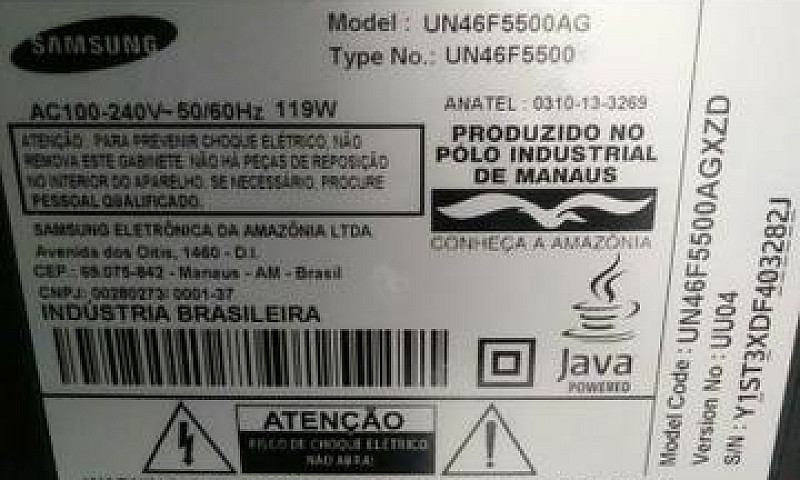 SAMSUNG
Model : UN46F5500AG
Type No.: UN46F5500
AC100-240V~ 50/60Hz 119W
ATENÇÃO: PARA PREVENIR CHOQUE ELÉTRICO, NÃO
REMOVA ESTE GABINETE. NÃO HÁ PEÇAS DE REPOSIÇÃO
NO INTERIOR DO APARELHO. SE NECESSÁRIO, PROCURE
PESSOAL QUALIFICADO.
ANATEL : 0310-13-3269
PRODUZIDO NO
PÓLO INDUSTRIAL
DE MANAUS
CONHEÇA A AMAZÔNIA
SAMSUNG ELETRÔNICA DA AMAZÔNIA LTDA
Avenida dos Oitis, 1460 - D.I.
CEP : 69.075-842 - Manaus - AM - Brasil
CNPJ: 00280273/0001-37
INDÚSTRIA BRASILEIRA
Java
POWERED
ATENÇÃO
RISCO DE CHOQUE ELÉTRICO
NÃO ABRA!
Model Code : UN46F5500AGXZD
Version No : UU04
S/N : Y1ST3XDF403282J